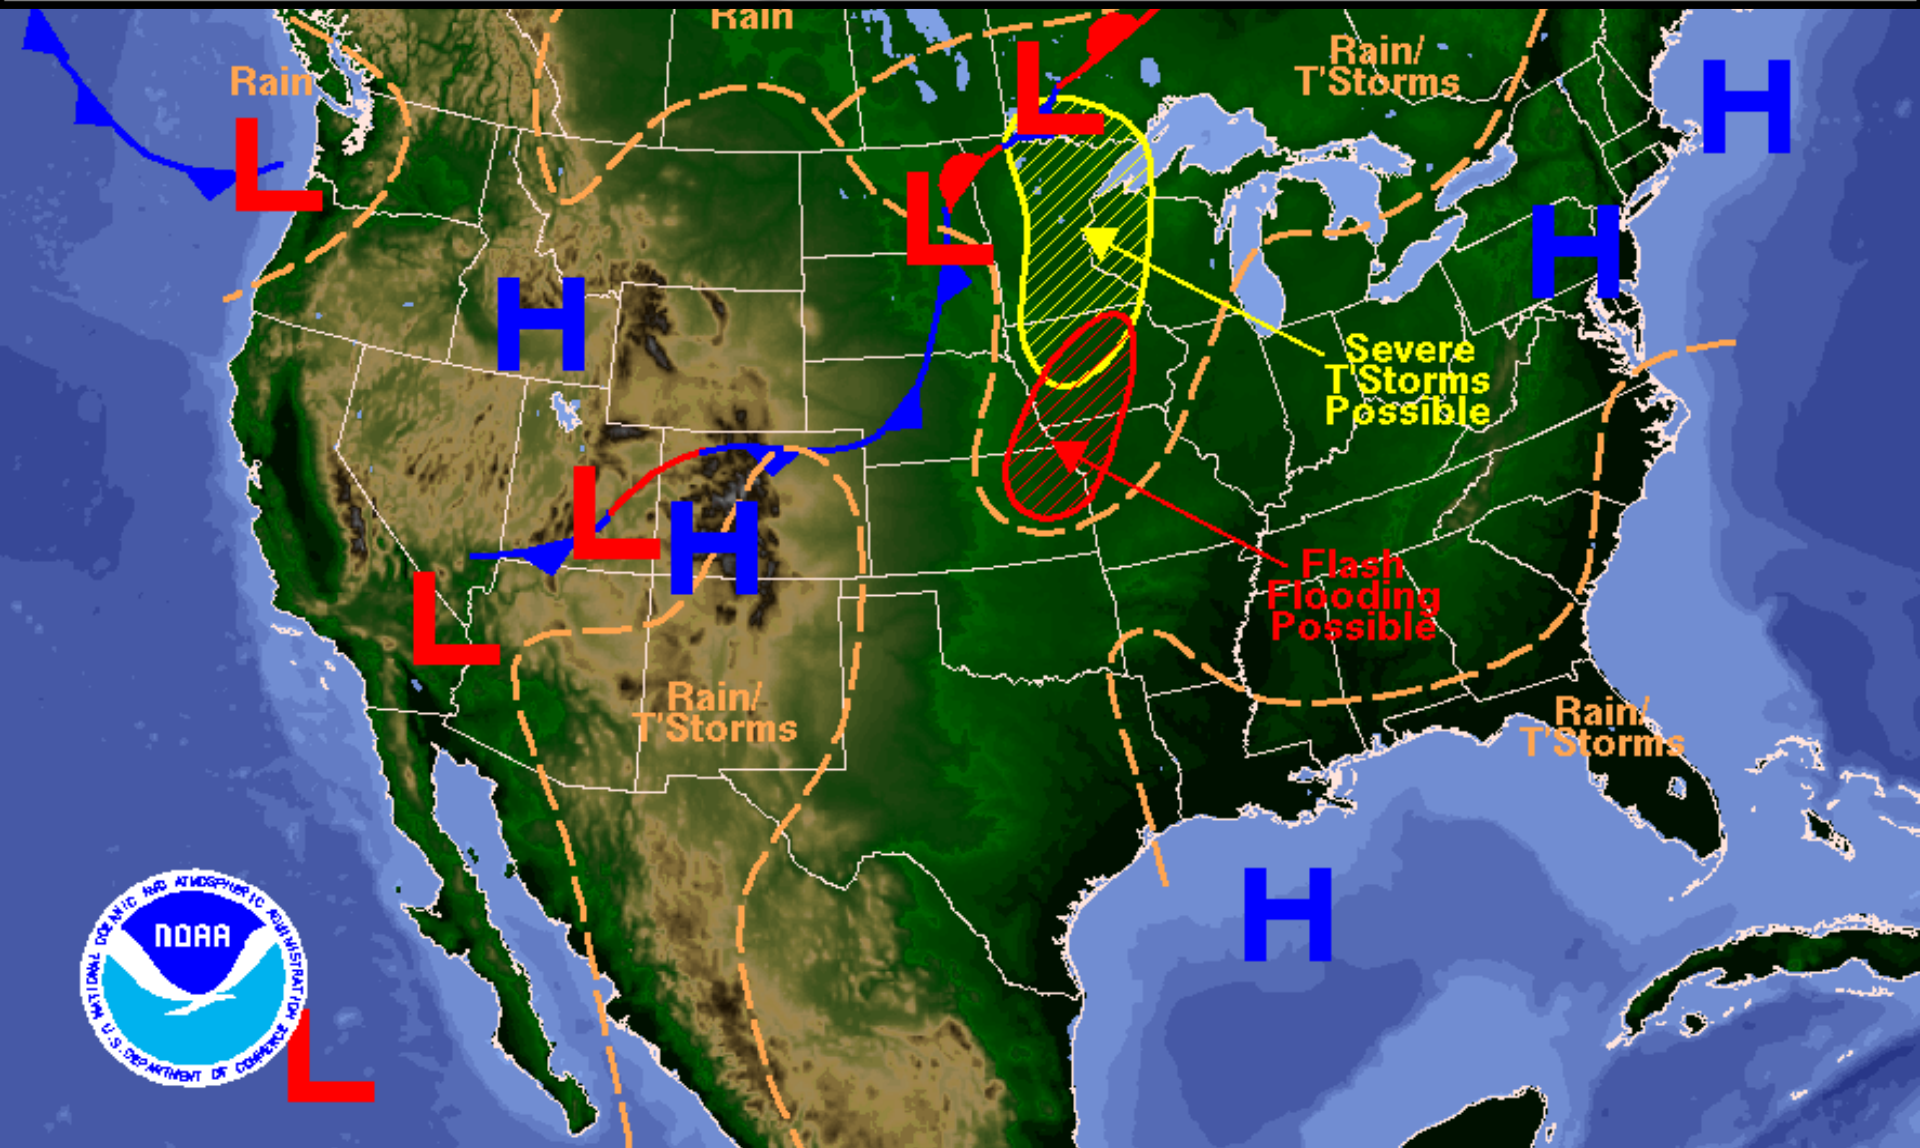 Rain
Rain/
T'Storms
Rain
L
H
L
L
L
H
H
Severe
T'Storms
Possible
L
H
Flash
Flooding
Possible
L
Rain/
T'Storms
Rain/
T'Storms
H
NATIONAL OCEANIC AND ATMOSPHERIC ADMINISTRATION
NOAA
U.S. DEPARTMENT OF COMMERCE
L